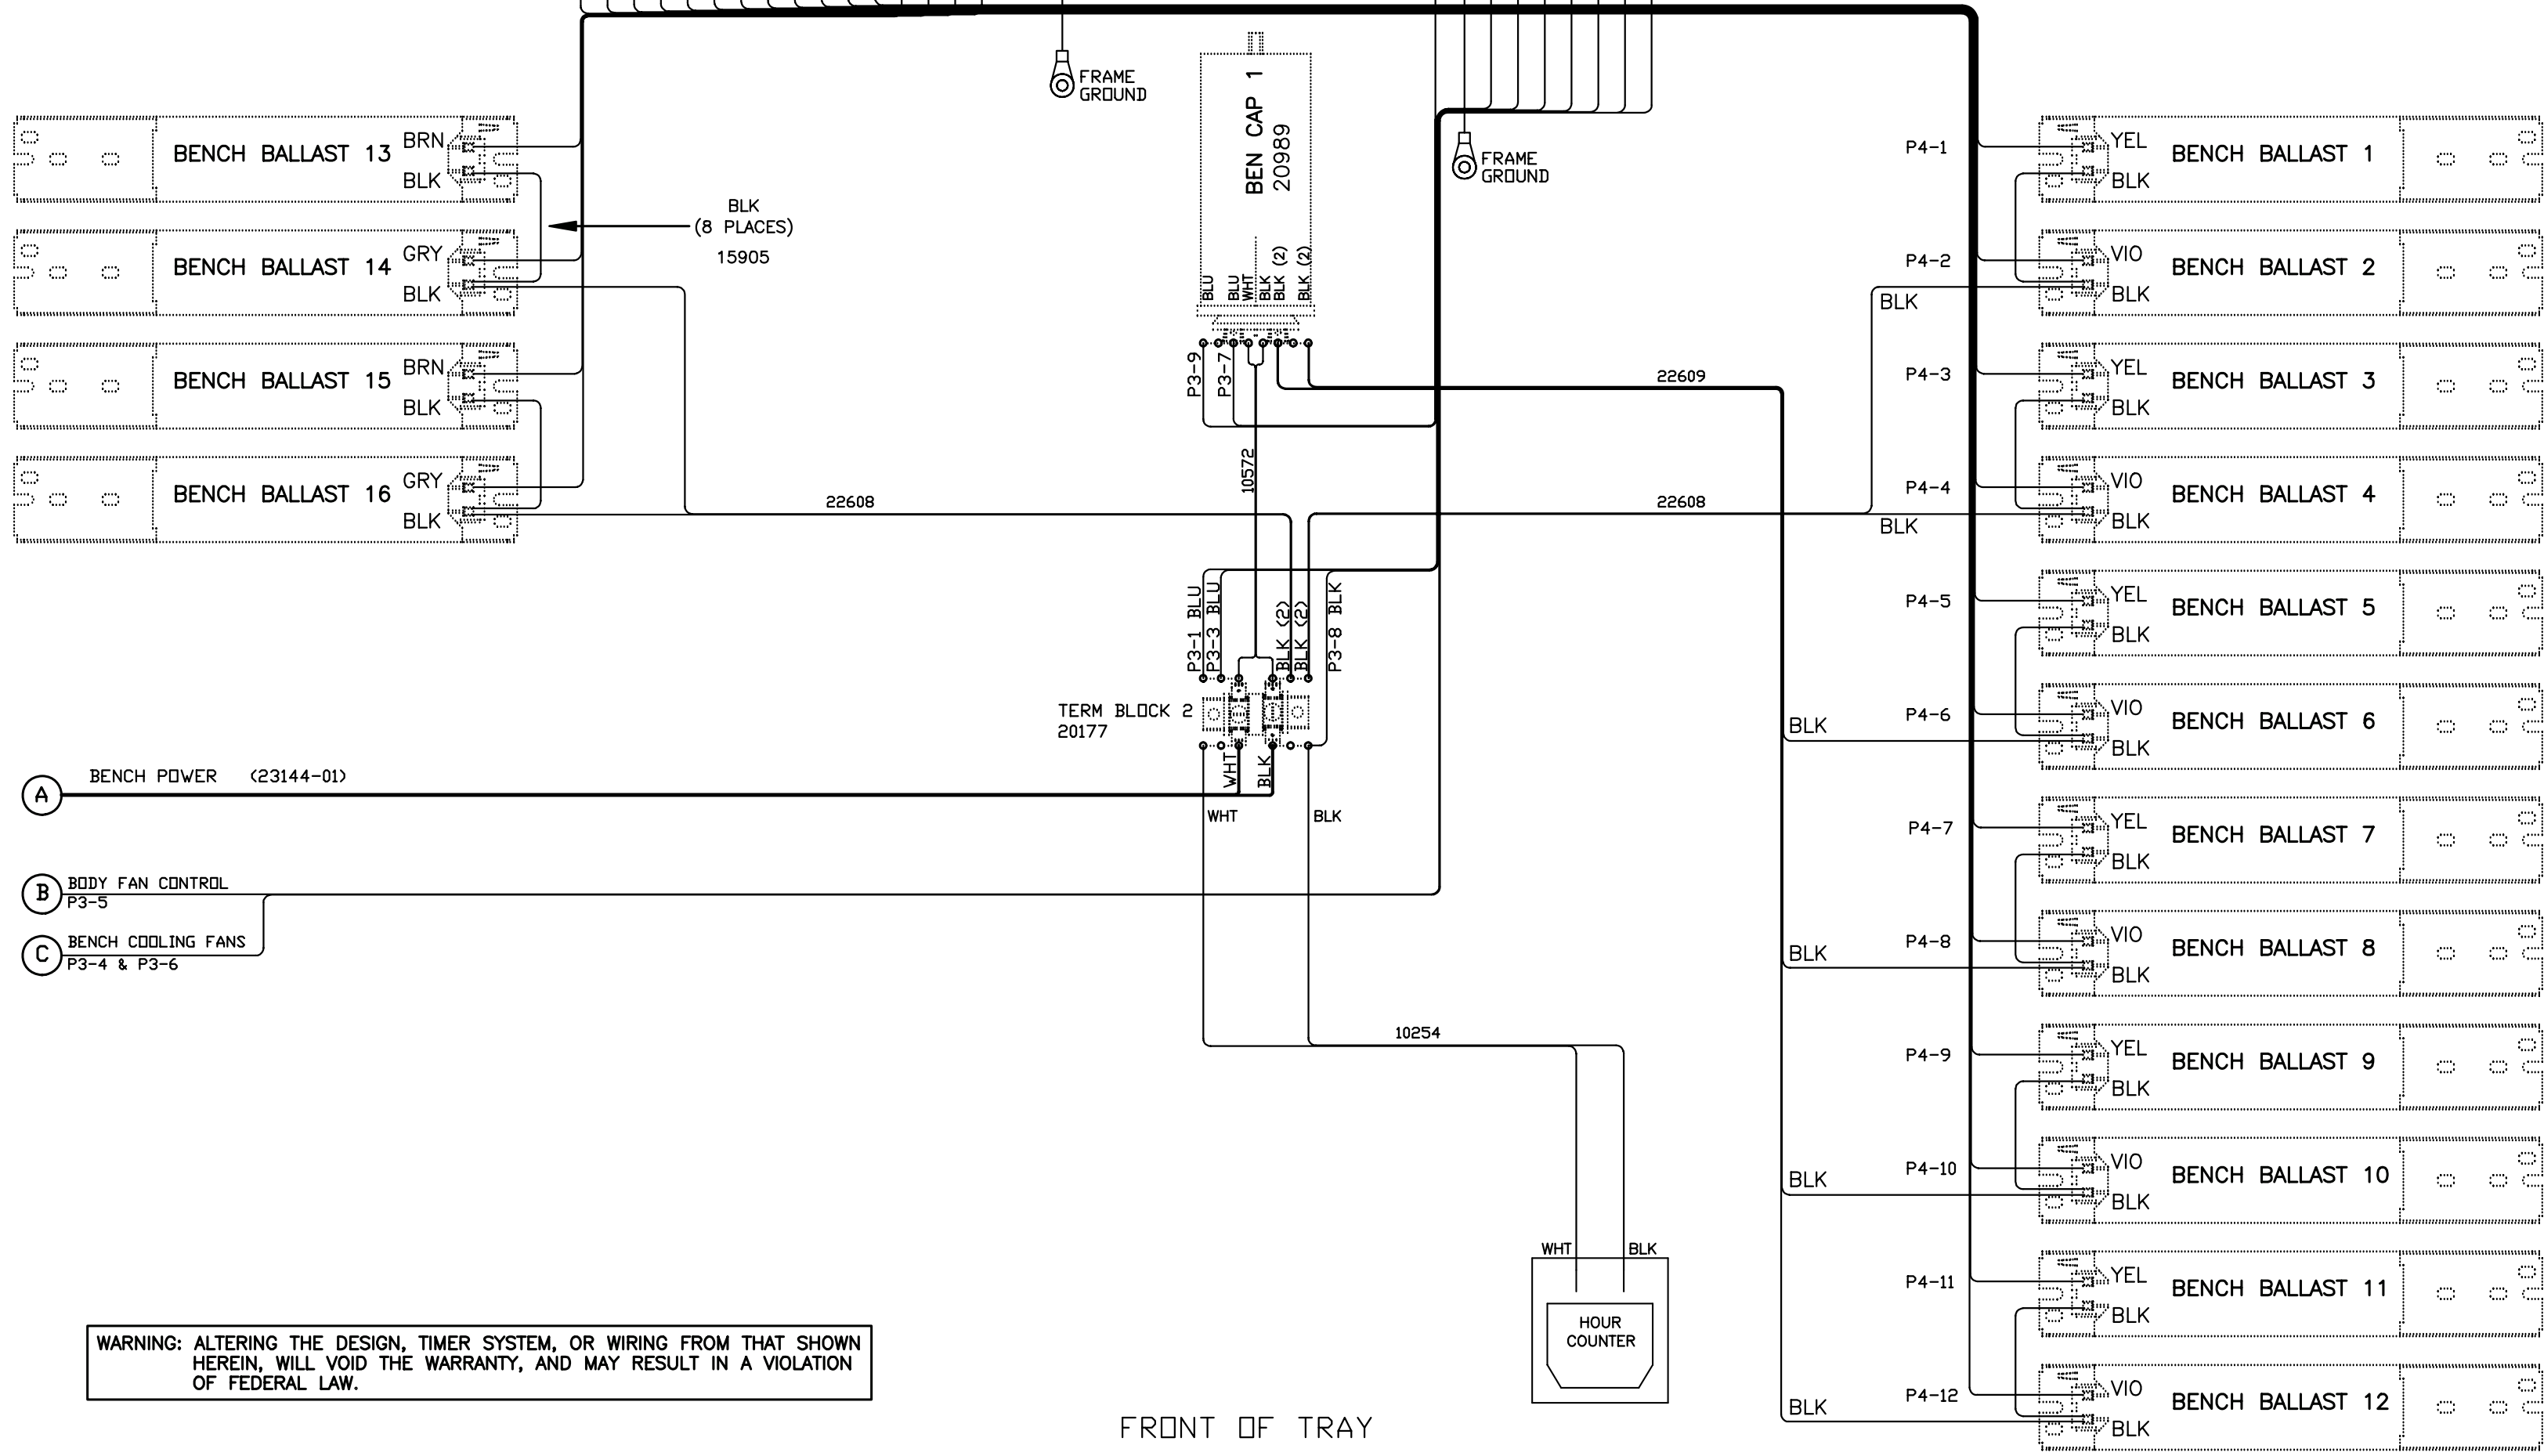 FRAME
GROUND
BEN CAP 1
20989
FRAME
GROUND
BENCH BALLAST 13
BRN
BLK
BENCH BALLAST 14
GRY
BLK
BENCH BALLAST 15
BRN
BLK
BENCH BALLAST 16
GRY
BLK
BLK
(8 PLACES)
15905
BLU
BLU
WHT
BLK
BLK (2)
BLK (2)
P3-9
P3-7
10572
22609
22608
22608
P3-1 BLU
P3-3 BLU
BLK (2)
BLK (2)
P3-8 BLK
TERM BLOCK 2
20177
WHT
BLK
WHT
BLK
A
BENCH POWER (23144-01)
B
BODY FAN CONTROL
P3-5
C
BENCH COOLING FANS
P3-4 & P3-6
10254
WHT
BLK
HOUR
COUNTER
P4-1
YEL
BENCH BALLAST 1
BLK
P4-2
VIO
BENCH BALLAST 2
BLK
BLK
P4-3
YEL
BENCH BALLAST 3
BLK
P4-4
VIO
BENCH BALLAST 4
BLK
BLK
P4-5
YEL
BENCH BALLAST 5
BLK
P4-6
VIO
BENCH BALLAST 6
BLK
BLK
P4-7
YEL
BENCH BALLAST 7
BLK
P4-8
VIO
BENCH BALLAST 8
BLK
BLK
P4-9
YEL
BENCH BALLAST 9
BLK
P4-10
VIO
BENCH BALLAST 10
BLK
BLK
P4-11
YEL
BENCH BALLAST 11
BLK
P4-12
VIO
BENCH BALLAST 12
BLK
BLK
WARNING: ALTERING THE DESIGN, TIMER SYSTEM, OR WIRING FROM THAT SHOWN
HEREIN, WILL VOID THE WARRANTY, AND MAY RESULT IN A VIOLATION
OF FEDERAL LAW.
FRONT OF TRAY